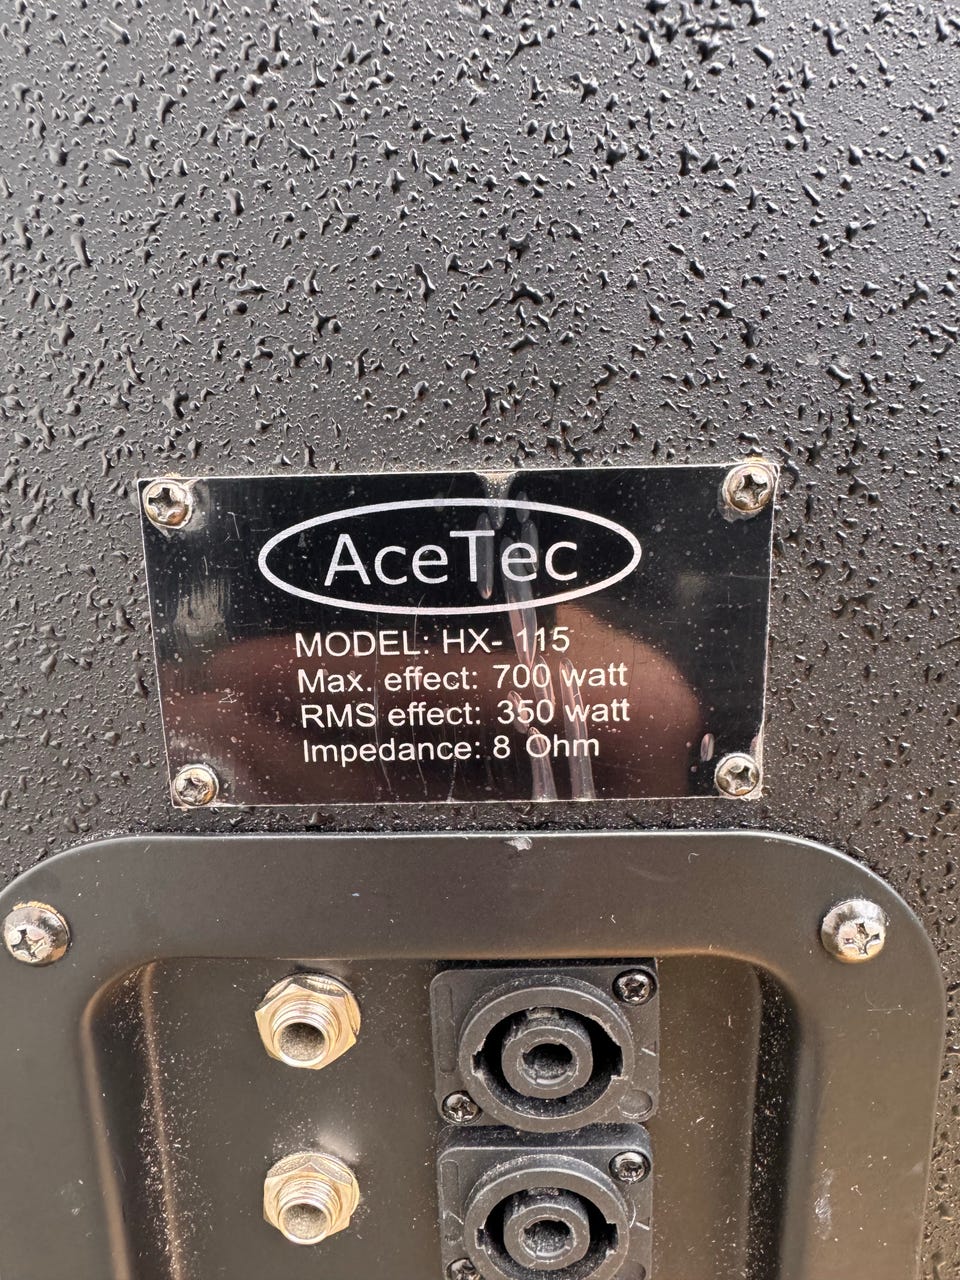 AceTec
MODEL: HX- 115
Max. effect: 700 watt
RMS effect: 350 watt
Impedance: 8 Ohm